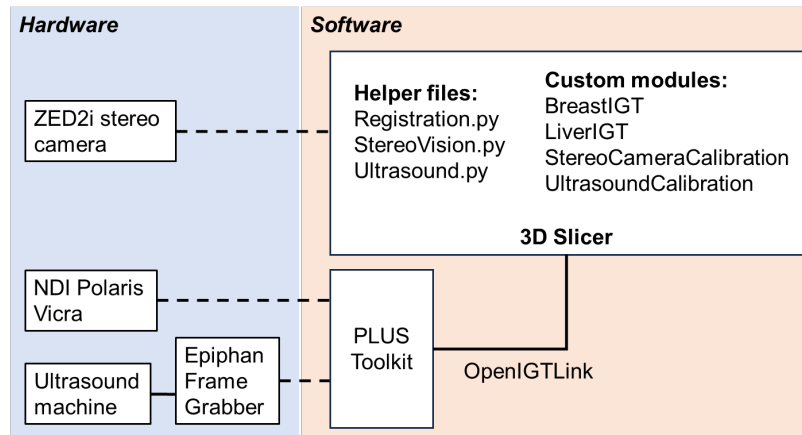 Hardware
Software
ZED2i stereo
camera
Helper files:
Registration.py
StereoVision.py
Ultrasound.py
Custom modules:
BreastIGT
LiverIGT
StereoCameraCalibration
UltrasoundCalibration
3D Slicer
NDI Polaris
Vicra
Ultrasound
machine
Epiphan
Frame
Grabber
PLUS
Toolkit
OpenIGTLink